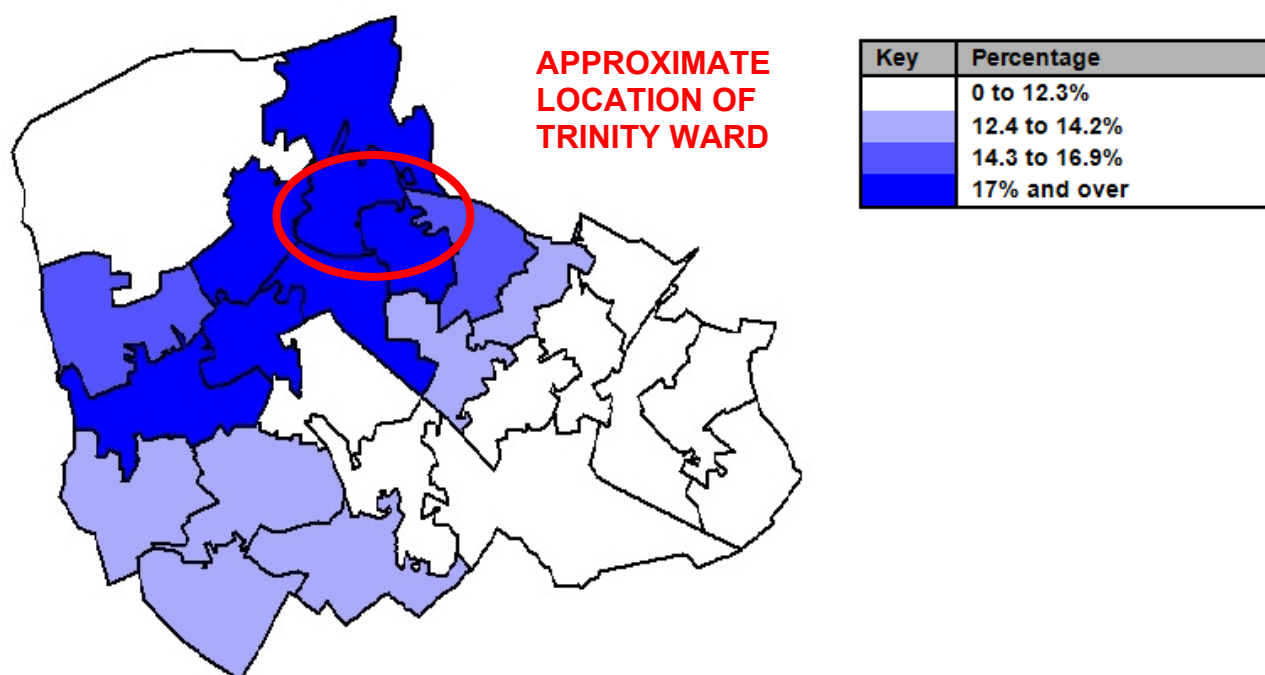 APPROXIMATE
LOCATION OF
TRINITY WARD
Key Percentage
0 to 12.3%
12.4 to 14.2%
14.3 to 16.9%
17% and over